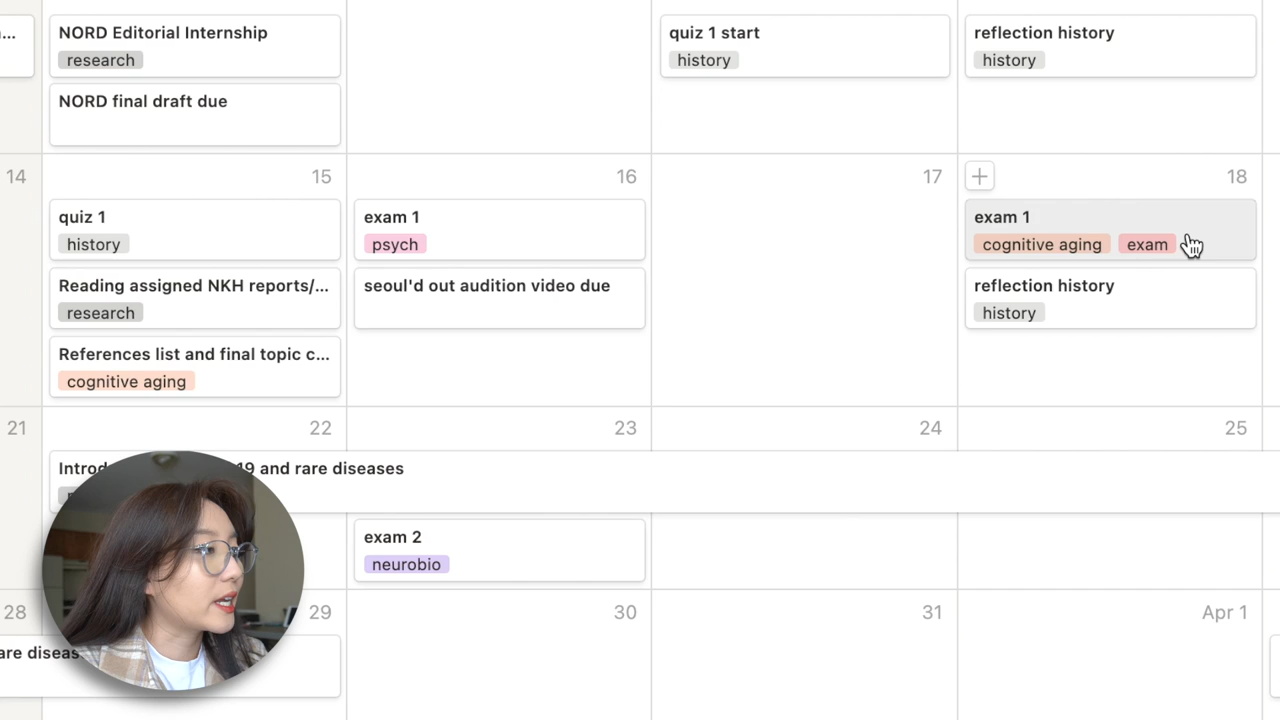 ...
NORD Editorial Internship
research
NORD final draft due
quiz 1 start
history
reflection history
history
14
15
quiz 1
history
Reading assigned NKH reports/...
research
References list and final topic c...
cognitive aging
16
exam 1
psych
seoul'd out audition video due
17
18
exam 1
cognitive aging exam
reflection history
history
21
22
23
24
25
19 and rare diseases
exam 2
neurobio
28
29
30
31
Apr 1